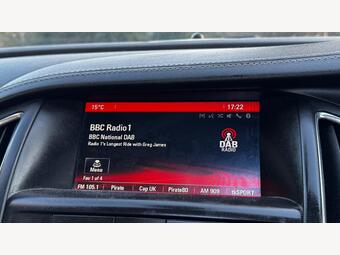 15°C 17:22
BBC Radio1
BBC National DAB
Radio 1's Longest Ride with Greg James
DAB
RADIO
Menu
Fav 1 of 4
FM 105.1 Pirate Cap UK Pirate80 AM 909 talkSPORT